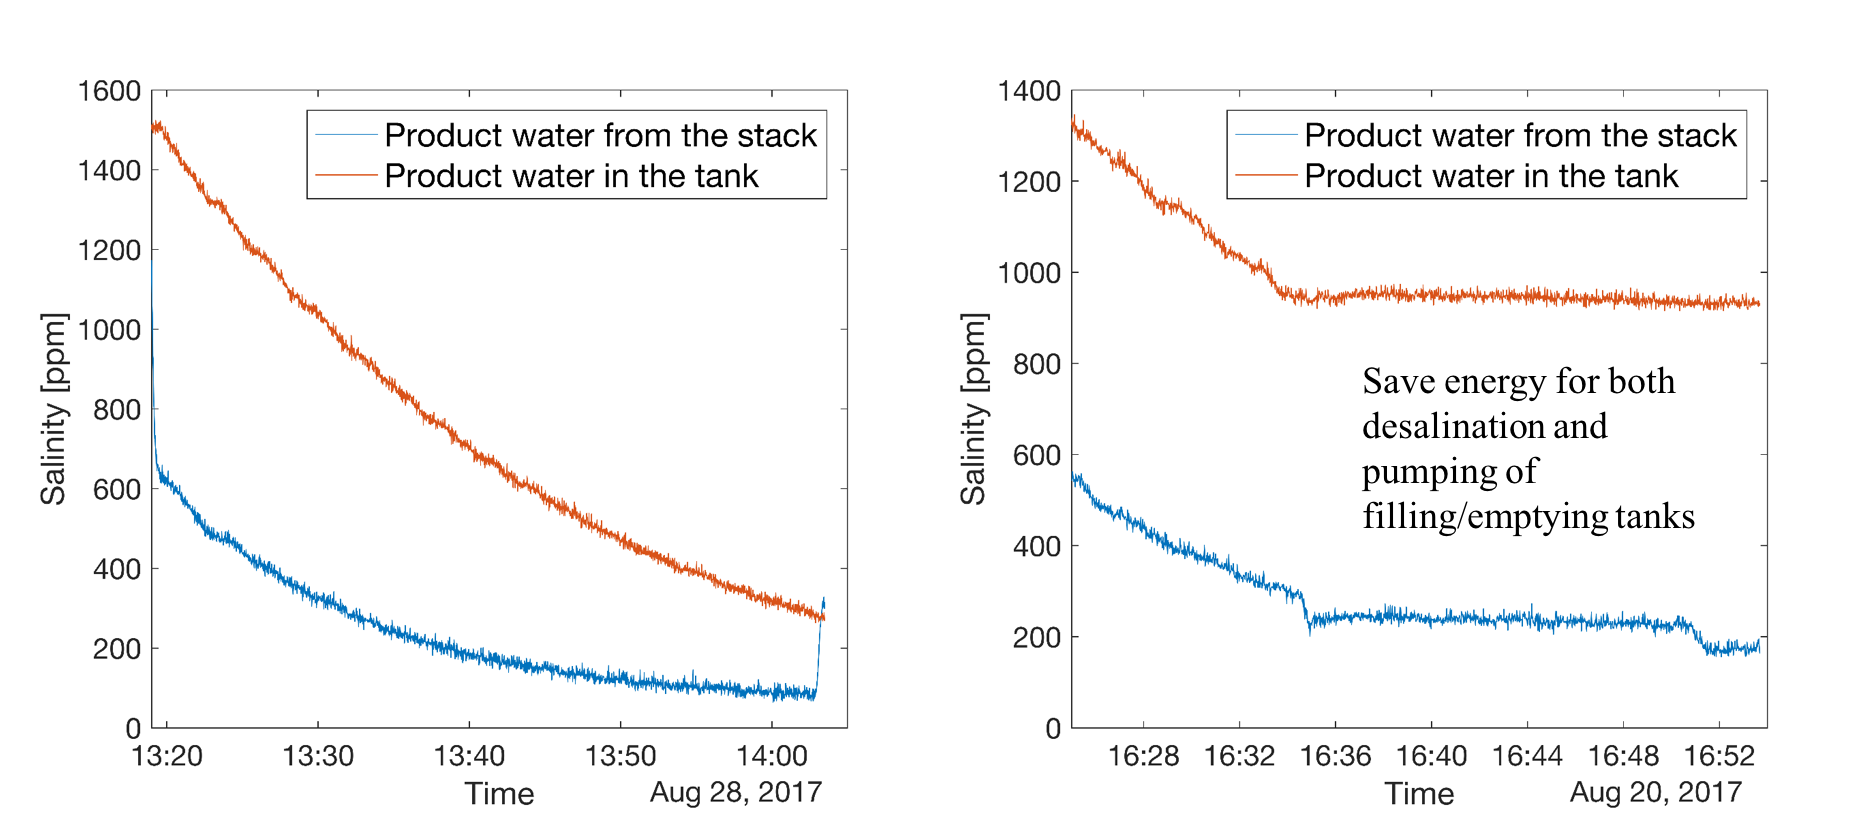 1600
1400
1200
1000
800
600
400
200
0
Salinity [ppm]
Product water from the stack
Product water in the tank
13:20 13:30 13:40 13:50 14:00
Time
Aug 28, 2017
1400
1200
1000
800
600
400
200
0
Salinity [ppm]
Product water from the stack
Product water in the tank
Save energy for both
desalination and
pumping of
filling/emptying tanks
16:28 16:32 16:36 16:40 16:44 16:48 16:52
Time
Aug 20, 2017